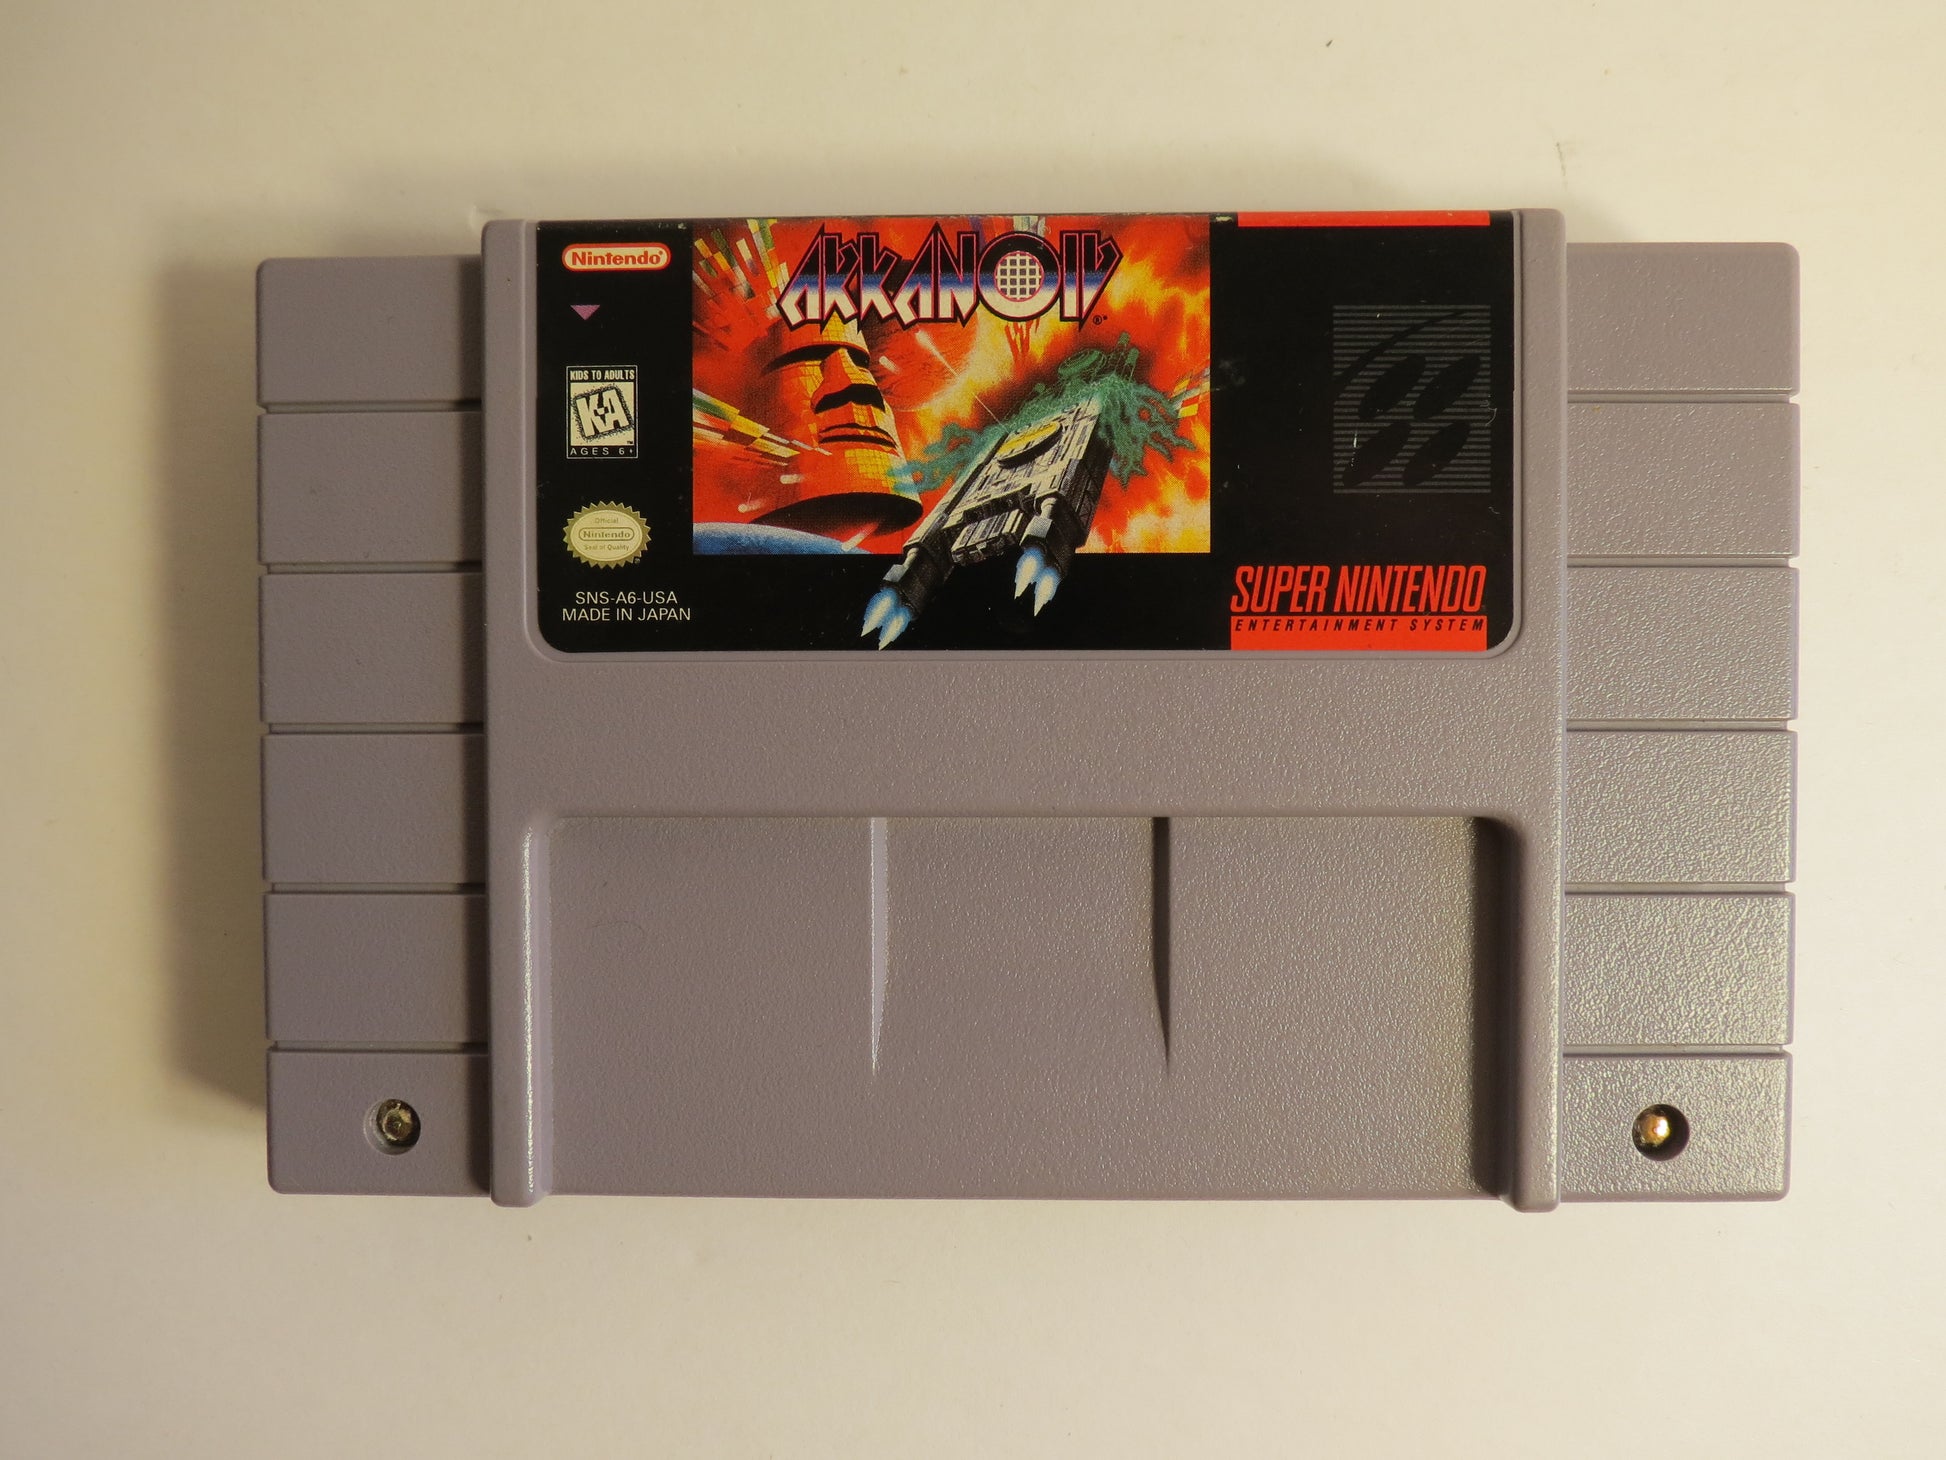 Nintendo®
ARKANOID®
KIDS TO ADULTS
KA
AGES 6+
Official
Nintendo
Seal of Quality
SNS-A6-USA
MADE IN JAPAN
SUPER NINTENDO
ENTERTAINMENT SYSTEM